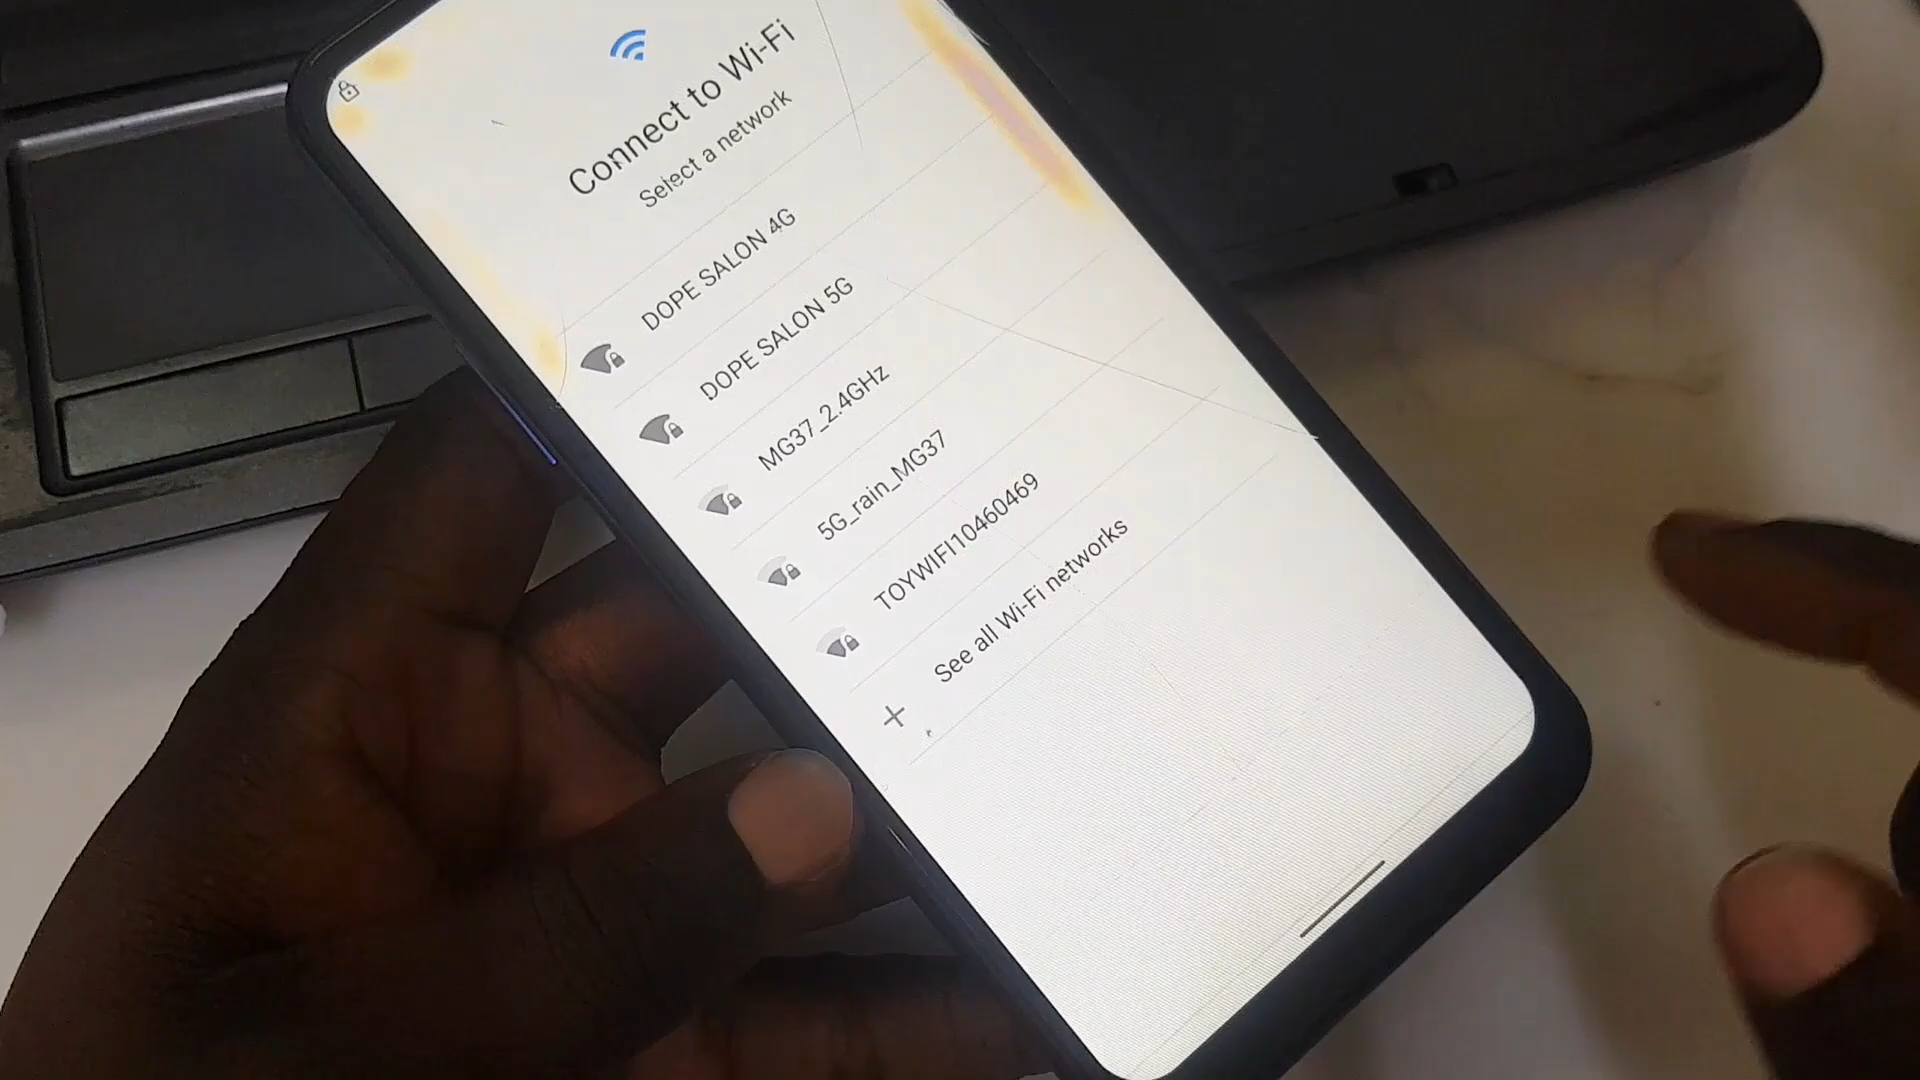 Connect to Wi-Fi
Select a network
DOPE SALON 4G
DOPE SALON 5G
MG37_2.4GHz
5G_rain_MG37
TOYWIFI10460469
See all Wi-Fi networks